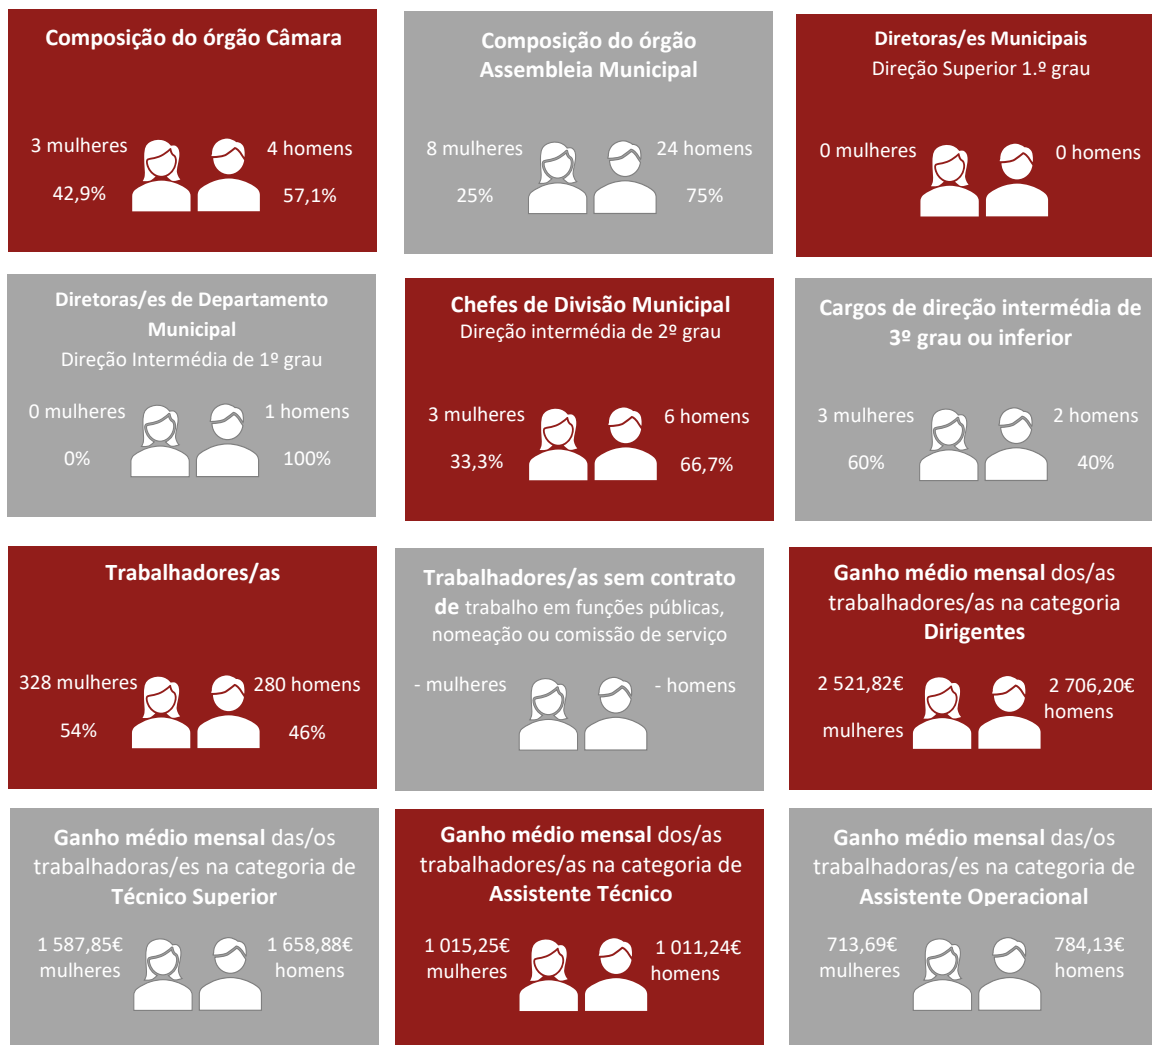 Composição do órgão Câmara
3 mulheres
4 homens
42,9%
57,1%
Composição do órgão
Assembleia Municipal
8 mulheres
24 homens
25%
75%
Diretoras/es Municipais
Direção Superior 1.º grau
0 mulheres
0 homens
Diretoras/es de Departamento
Municipal
Direção Intermédia de 1º grau
0 mulheres
1 homens
0%
100%
Chefes de Divisão Municipal
Direção intermédia de 2º grau
3 mulheres
6 homens
33,3%
66,7%
Cargos de direção intermédia de
3º grau ou inferior
3 mulheres
2 homens
60%
40%
Trabalhadores/as
328 mulheres
280 homens
54%
46%
Trabalhadores/as sem contrato
de trabalho em funções públicas,
nomeação ou comissão de serviço
- mulheres
- homens
Ganho médio mensal dos/as
trabalhadores/as na categoria
Dirigentes
2 521,82€
mulheres
2 706,20€
homens
Ganho médio mensal das/os
trabalhadoras/es na categoria de
Técnico Superior
1 587,85€
mulheres
1 658,88€
homens
Ganho médio mensal dos/as
trabalhadores/as na categoria de
Assistente Técnico
1 015,25€
mulheres
1 011,24€
homens
Ganho médio mensal das/os
trabalhadoras/es na categoria de
Assistente Operacional
713,69€
mulheres
784,13€
homens